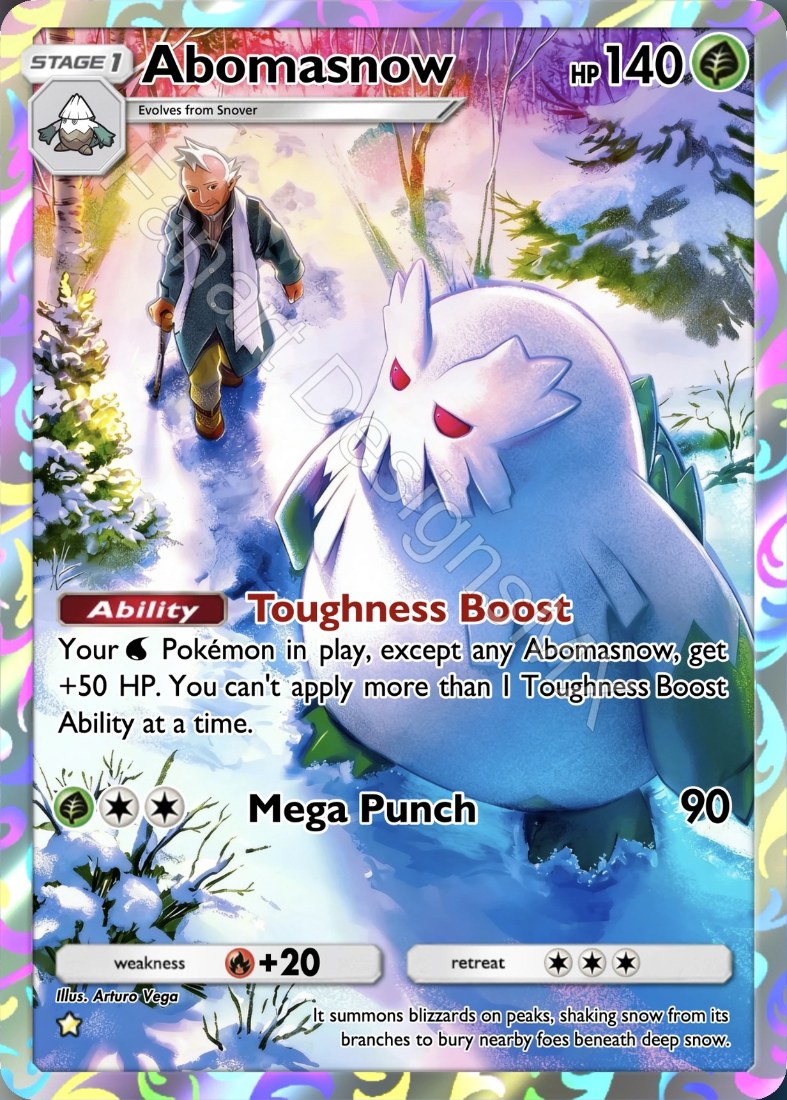 STAGE 1
Abomasnow
HP 140
Evolves from Snover
Ability Toughness Boost
Your Pokémon in play, except any Abomasnow, get
+50 HP. You can't apply more than 1 Toughness Boost
Ability at a time.
Mega Punch 90
weakness +20
retreat
Illus. Arturo Vega
It summons blizzards on peaks, shaking snow from its
branches to bury nearby foes beneath deep snow.